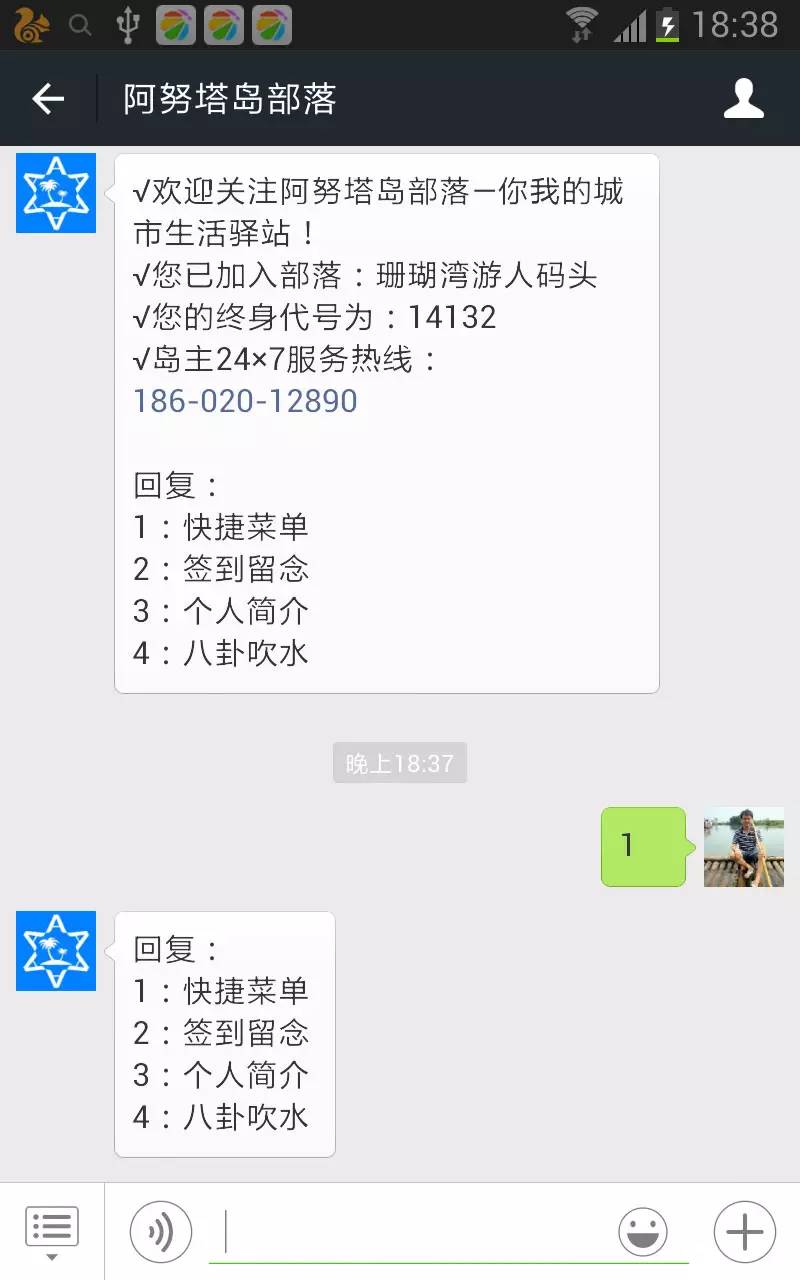 18:38
阿努塔岛部落
√欢迎关注阿努塔岛部落–你我的城
市生活驿站！
√您已加入部落：珊瑚湾游人码头
√您的终身代号为：14132
√岛主24×7服务热线：
186-020-12890
回复：
1：快捷菜单
2：签到留念
3：个人简介
4：八卦吹水
晚上18:37
1
回复：
1：快捷菜单
2：签到留念
3：个人简介
4：八卦吹水